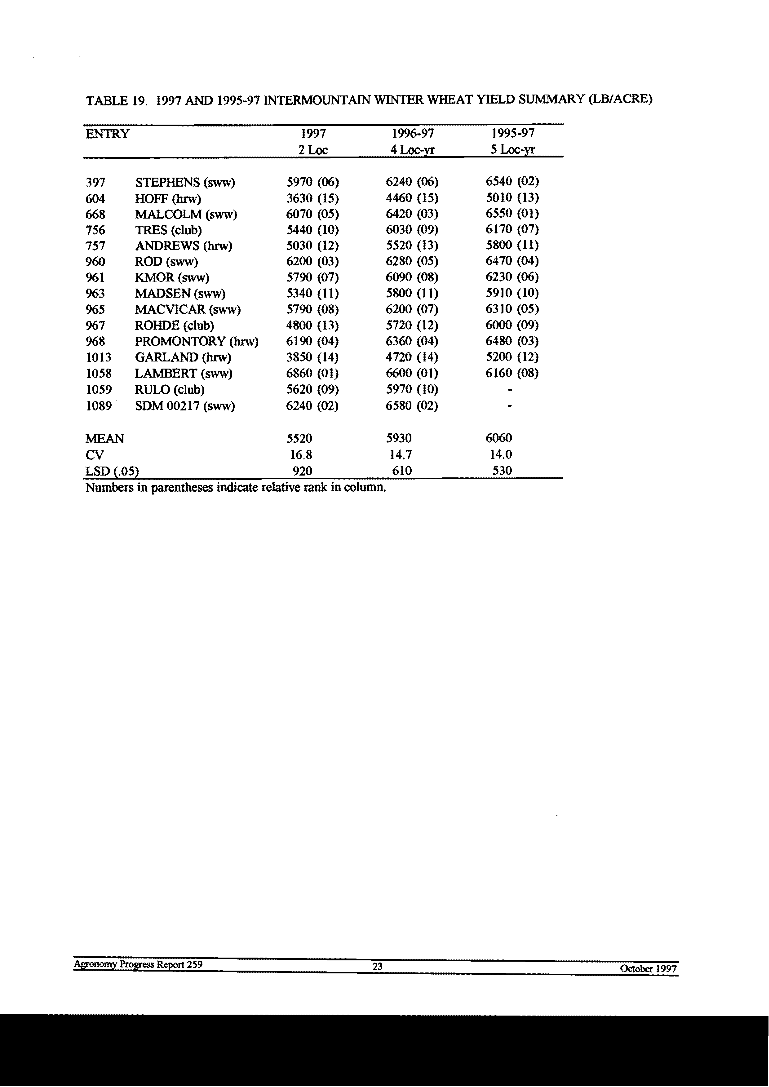 TABLE 19. 1997 AND 1995-97 INTERMOUNTAIN WINTER WHEAT YIELD SUMMARY (LB/ACRE)
ENTRY 1997 1996-97 1995-97
2 Loc 4 Loc-yr 5 Loc-yr
397 STEPHENS (sww) 5970 (06) 6240 (06) 6540 (02)
604 HOFF (hrw) 3630 (15) 4460 (15) 5010 (13)
668 MALCOLM (sww) 6070 (05) 6420 (03) 6550 (01)
756 TRES (club) 5440 (10) 6030 (09) 6170 (07)
757 ANDREWS (hrw) 5030 (12) 5520 (13) 5800 (11)
960 ROD (sww) 6200 (03) 6280 (05) 6470 (04)
961 KMOR (sww) 5790 (07) 6090 (08) 6230 (06)
963 MADSEN (sww) 5340 (11) 5800 (11) 5910 (10)
965 MACVICAR (sww) 5790 (08) 6200 (07) 6310 (05)
967 ROHDE (club) 4800 (13) 5720 (12) 6000 (09)
968 PROMONTORY (hrw) 6190 (04) 6360 (04) 6480 (03)
1013 GARLAND (hrw) 3850 (14) 4720 (14) 5200 (12)
1058 LAMBERT (sww) 6860 (01) 6600 (01) 6160 (08)
1059 RULO (club) 5620 (09) 5970 (10) -
1089 SDM 00217 (sww) 6240 (02) 6580 (02) -
MEAN 5520 5930 6060
CV 16.8 14.7 14.0
LSD (.05) 920 610 530
Numbers in parentheses indicate relative rank in column.
Agronomy Progress Report 259 23 October 1997